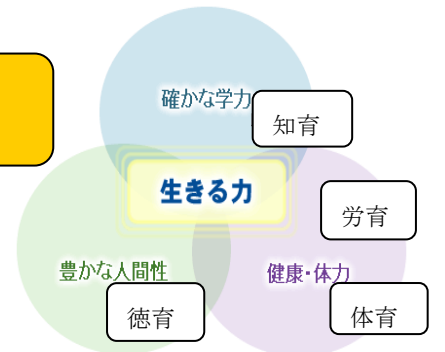 確かな学力
知育
生きる力
労育
豊かな人間性
健康・体力
徳育
体育